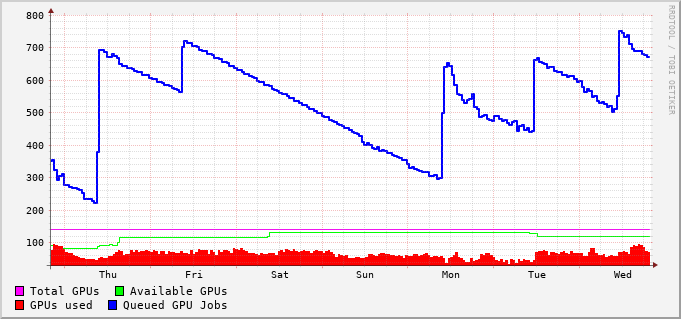 800
700
600
500
400
300
200
100
Thu Fri Sat Sun Mon Tue Wed
RRDTOOL / TOBI OETIKER
Total GPUs Available GPUs
GPUs used Queued GPU Jobs